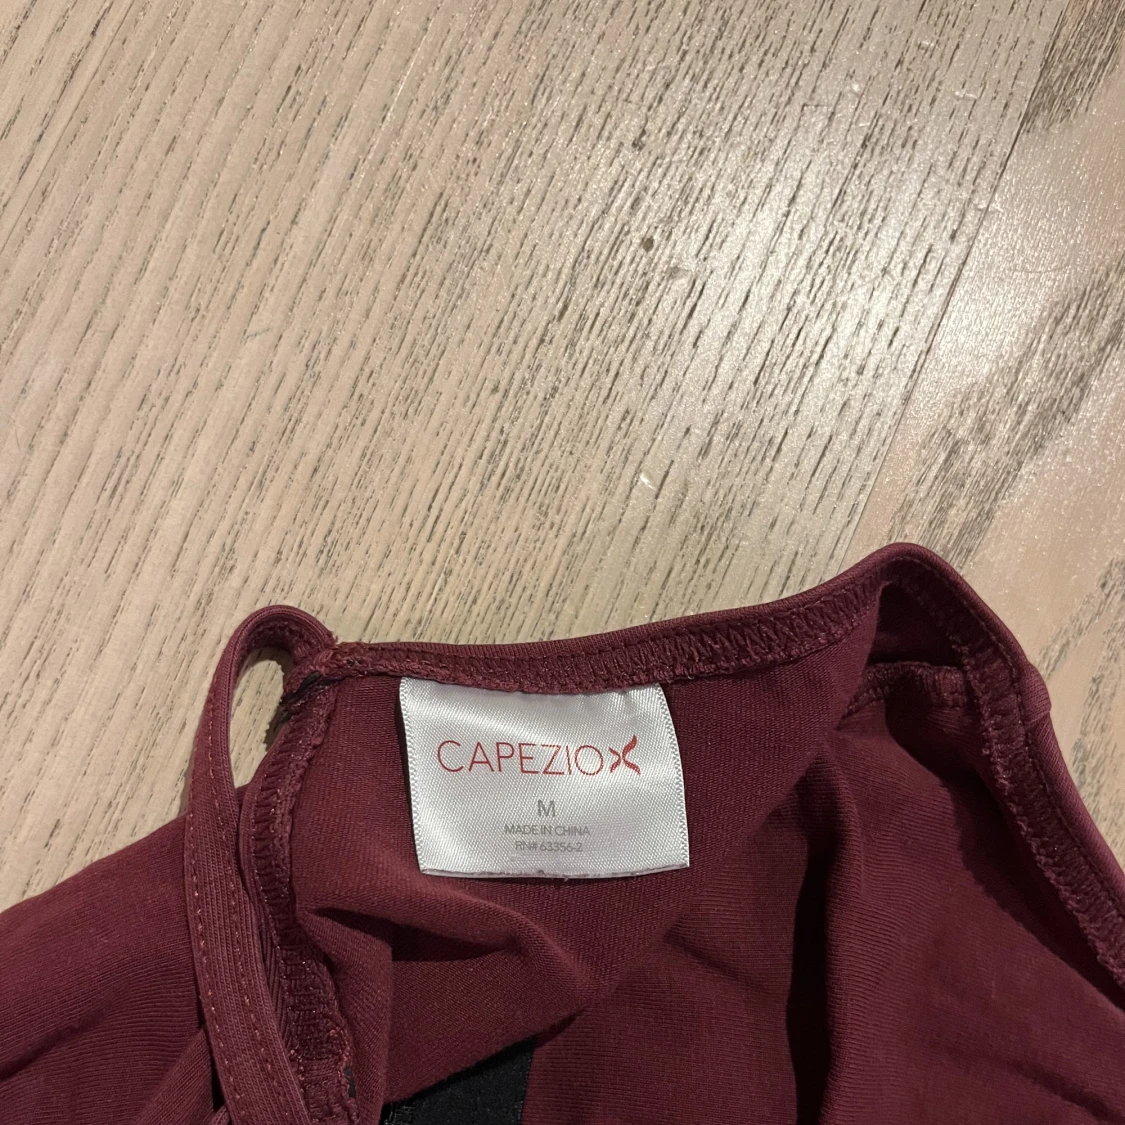 CAPEZIO
M
MADE IN CHINA
RN# 63356-2